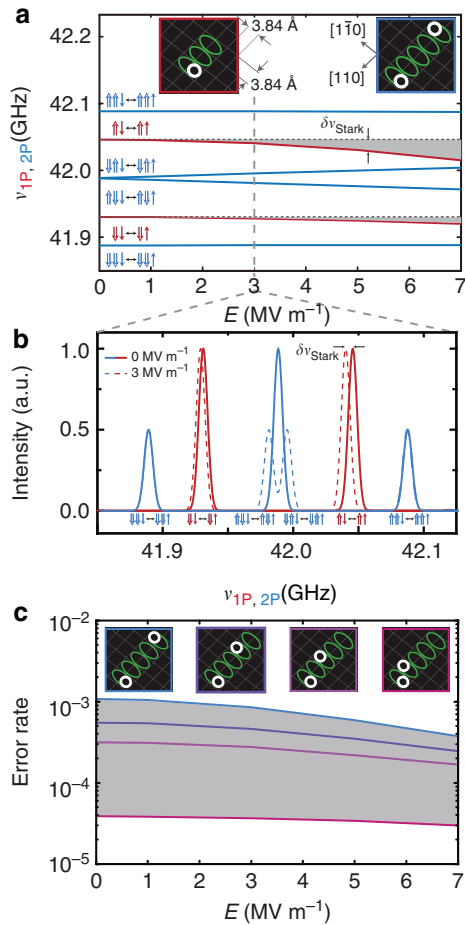 a
42.2
42.1
42.0
41.9
ν1P, 2P(GHz)
3.84 Å
3.84 Å
[11̄0]
[110]
δνStark
⇑⇑↓↔⇑⇑↑
⇑↓↔⇑↑
⇓⇑↓↔⇓⇑↑
⇑⇓↓↔⇑⇓↑
⇓↓↔⇓↑
⇓⇓↓↔⇓⇓↑
0 1 2 3 4 5 6 7
E (MV m−1)
b
Intensity (a.u.)
1.0
0.5
0.0
0 MV m−1
3 MV m−1
δνStark
⇓⇓↓↔⇓⇓↑ ⇓↓↔⇓↑ ⇑⇓↓↔⇑⇓↑ ⇓⇑↓↔⇓⇑↑ ⇑↓↔⇑↑ ⇑⇑↓↔⇑⇑↑
41.9 42.0 42.1
ν1P, 2P(GHz)
c
Error rate
10−2
10−3
10−4
10−5
0 1 2 3 4 5 6 7
E (MV m−1)